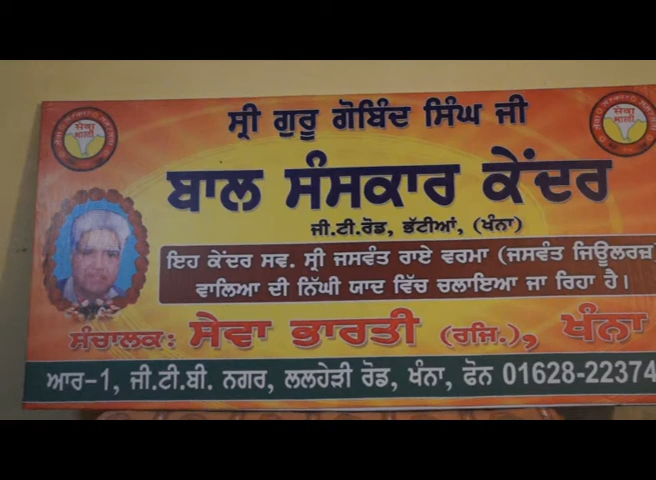 ਸ੍ਰੀ ਗੁਰੂ ਗੋਬਿੰਦ ਸਿੰਘ ਜੀ
ਬਾਲ ਸੰਸਕਾਰ ਕੇਂਦਰ
ਜੀ.ਟੀ.ਰੋਡ, ਭੱਟੀਆਂ, (ਖੰਨਾ)
ਇਹ ਕੇਂਦਰ ਸਵ. ਸ੍ਰੀ ਜਸਵੰਤ ਰਾਏ ਵਰਮਾ (ਜਸਵੰਤ ਜਿਊਲਰਜ਼)
ਵਾਲਿਆ ਦੀ ਨਿੱਘੀ ਯਾਦ ਵਿੱਚ ਚਲਾਇਆ ਜਾ ਰਿਹਾ ਹੈ।
ਸੰਚਾਲਕ: ਸੇਵਾ ਭਾਰਤੀ (ਰਜਿ.), ਖੰਨਾ
ਆਰ-1, ਜੀ.ਟੀ.ਬੀ. ਨਗਰ, ਲਲਹੇੜੀ ਰੋਡ, ਖੰਨਾ, ਫੋਨ 01628-22374